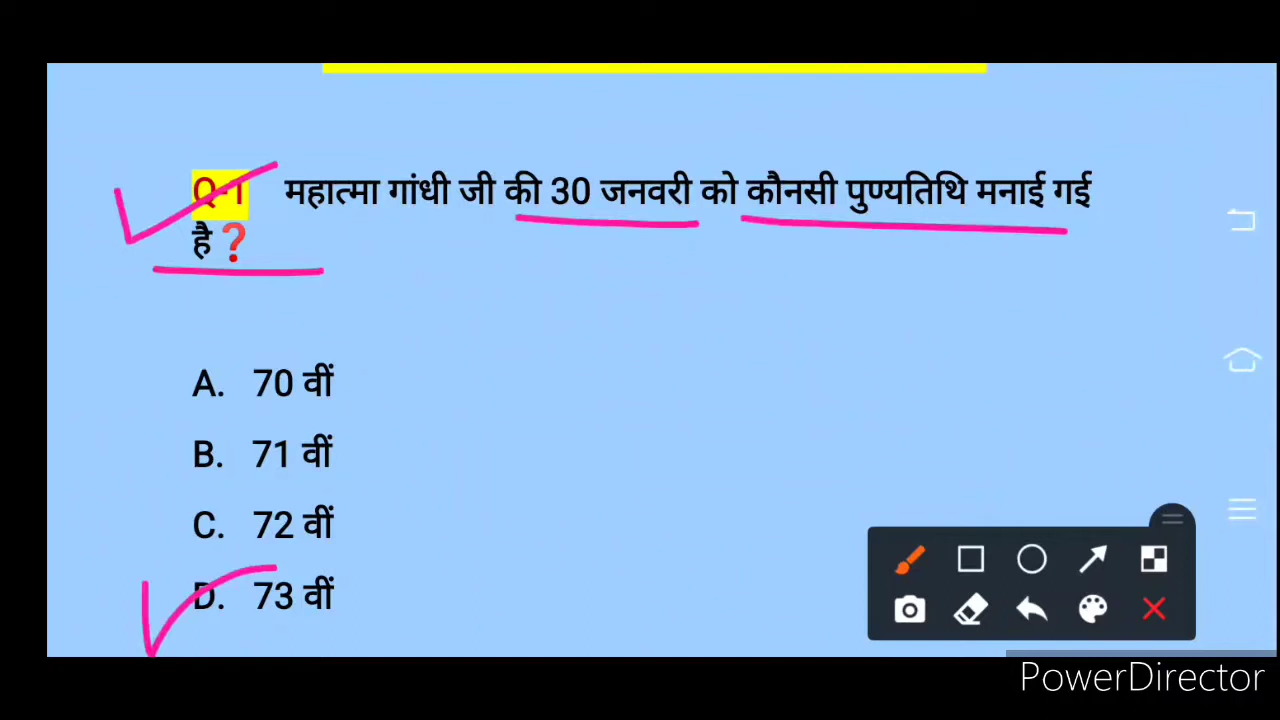 Q-1 महात्मा गांधी जी की 30 जनवरी को कौनसी पुण्यतिथि मनाई गई
है❓
A. 70 वीं
B. 71 वीं
C. 72 वीं
D. 73 वीं
PowerDirector